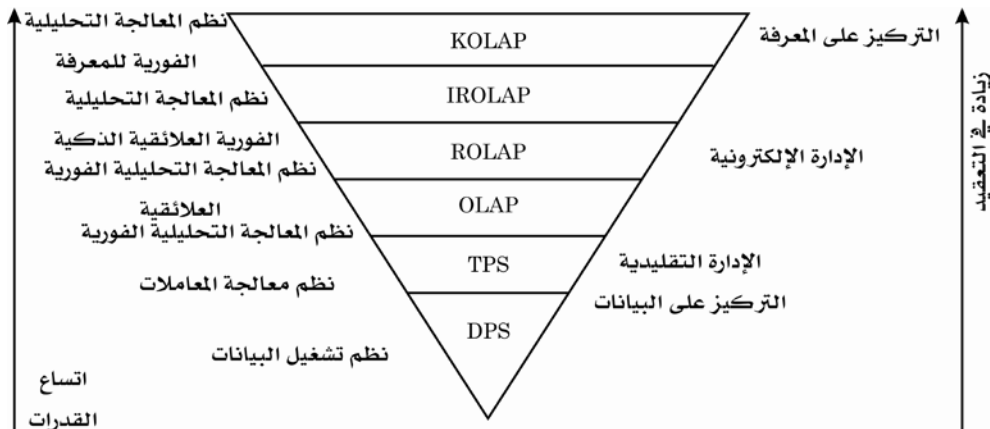 نظم المعالجة التحليلية
KOLAP
التركيز على المعرفة
الفورية للمعرفة
نظم المعالجة التحليلية
IROLAP
الفورية العلائقية الذكية
ROLAP
الإدارة الإلكترونية
نظم المعالجة التحليلية الفورية
العلائقية
OLAP
نظم المعالجة التحليلية الفورية
TPS
الإدارة التقليدية
نظم معالجة المعاملات
التركيز على البيانات
DPS
نظم تشغيل البيانات
اتساع
القدرات
زيادة في التعقيد